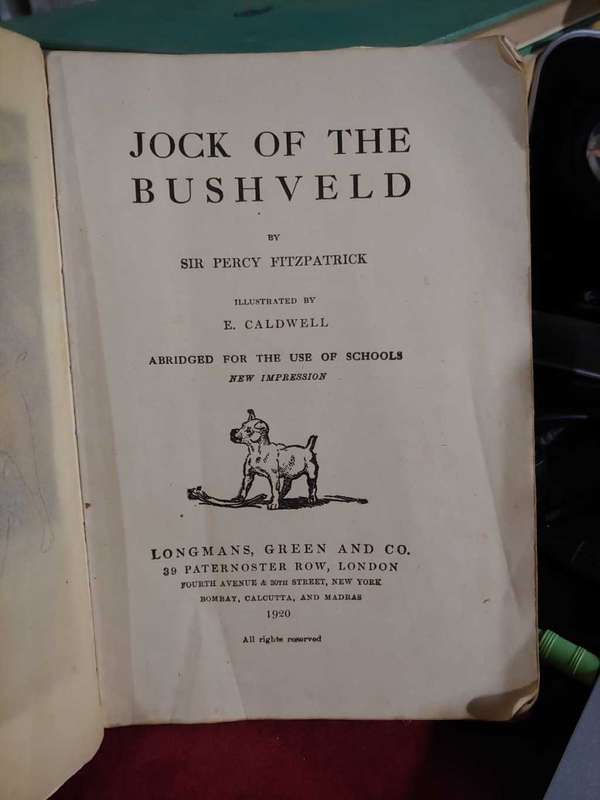 JOCK OF THE
BUSHVELD
BY
SIR PERCY FITZPATRICK
ILLUSTRATED BY
E. CALDWELL
ABRIDGED FOR THE USE OF SCHOOLS
NEW IMPRESSION
LONGMANS, GREEN AND CO.
39 PATERNOSTER ROW, LONDON
FOURTH AVENUE & 30TH STREET, NEW YORK
BOMBAY, CALCUTTA, AND MADRAS
1920
All rights reserved